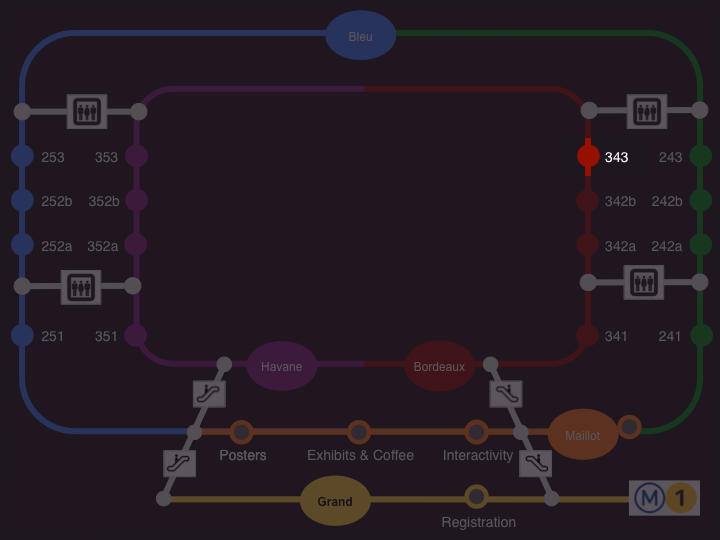 Bleu
253 353 343 243
252b 352b 342b 242b
252a 352a 342a 242a
251 351 341 241
Havane Bordeaux
Maillot
Posters Exhibits & Coffee Interactivity
Grand
M 1
Registration